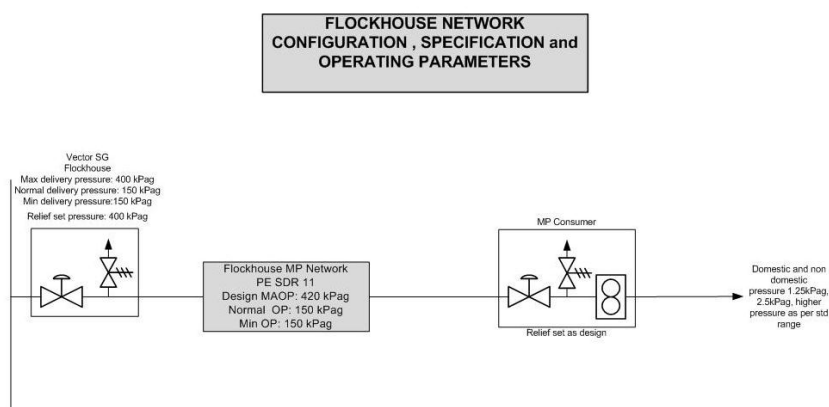 FLOCKHOUSE NETWORK
CONFIGURATION , SPECIFICATION and
OPERATING PARAMETERS
Vector SG
Flockhouse
Max delivery pressure: 400 kPag
Normal delivery pressure: 150 kPag
Min delivery pressure:150 kPag
Relief set pressure: 400 kPag
Flockhouse MP Network
PE SDR 11
Design MAOP: 420 kPag
Normal OP: 150 kPag
Min OP: 150 kPag
MP Consumer
Relief set as design
Domestic and non
domestic
pressure 1.25kPag,
2.5kPag, higher
pressure as per std
range